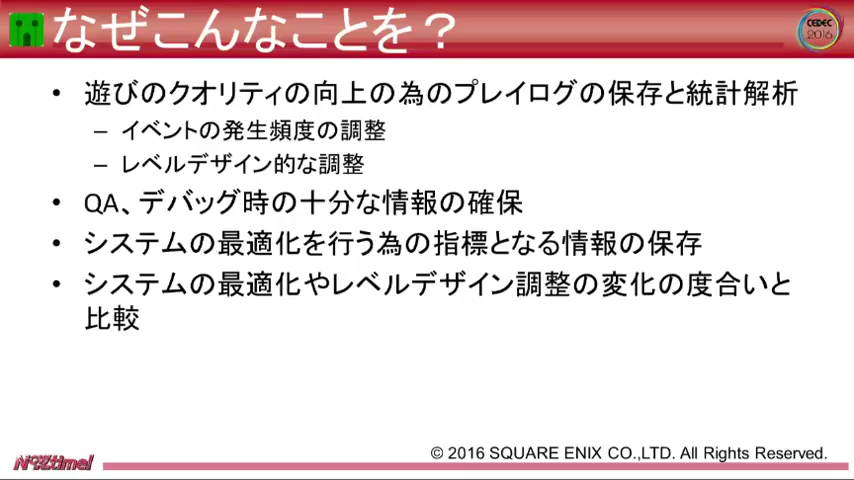 なぜこんなことを？
CEDEC
2016
• 遊びのクオリティの向上の為のプレイログの保存と統計解析
– イベントの発生頻度の調整
– レベルデザイン的な調整
• QA、デバッグ時の十分な情報の確保
• システムの最適化を行う為の指標となる情報の保存
• システムの最適化やレベルデザイン調整の変化の度合いと
比較
© 2016 SQUARE ENIX CO.,LTD. All Rights Reserved.